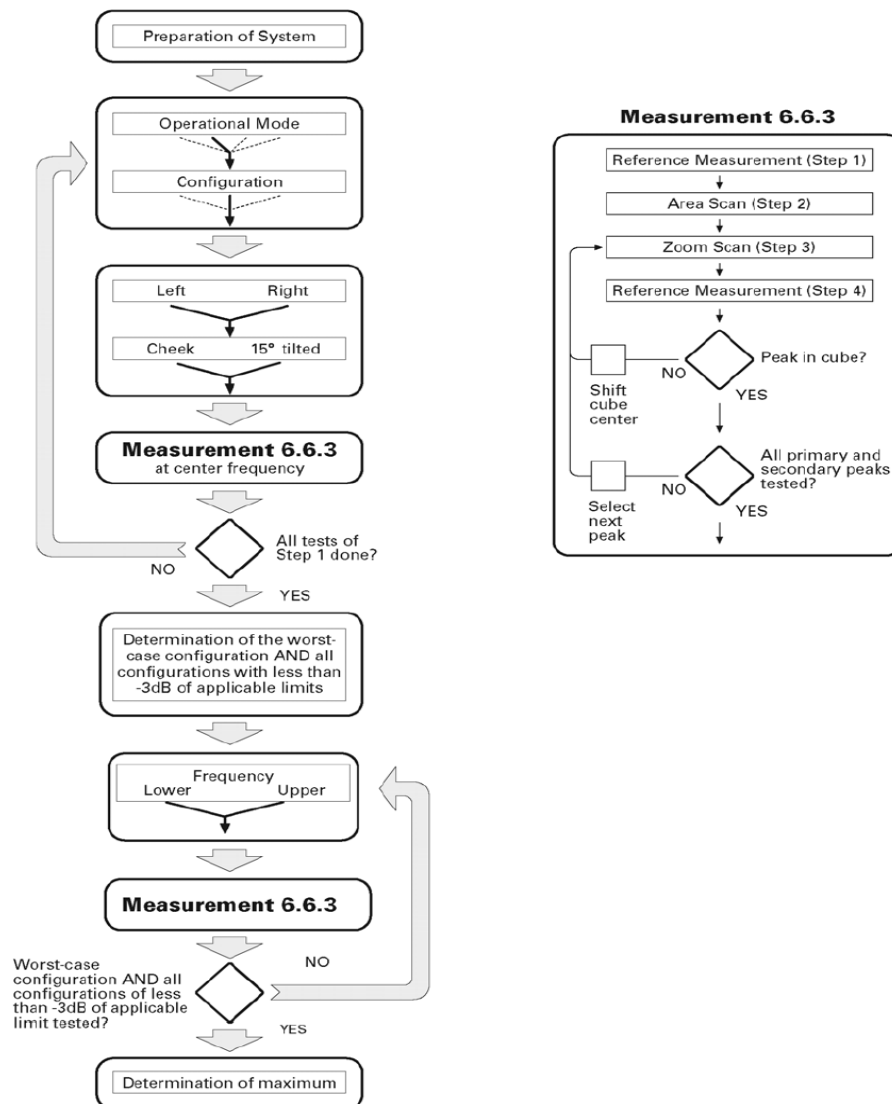 Preparation of System
Operational Mode
Configuration
Left Right
Cheek 15° tilted
Measurement 6.6.3
at center frequency
All tests of
Step 1 done?
NO
YES
Determination of the worst-
case configuration AND all
configurations with less than
-3dB of applicable limits
Frequency
Lower Upper
Measurement 6.6.3
Worst-case
configuration AND all
configurations of less
than -3dB of applicable
limit tested?
NO
YES
Determination of maximum
Measurement 6.6.3
Reference Measurement (Step 1)
Area Scan (Step 2)
Zoom Scan (Step 3)
Reference Measurement (Step 4)
Peak in cube?
NO
Shift
cube
center
YES
All primary and
secondary peaks
tested?
NO
Select
next
peak
YES